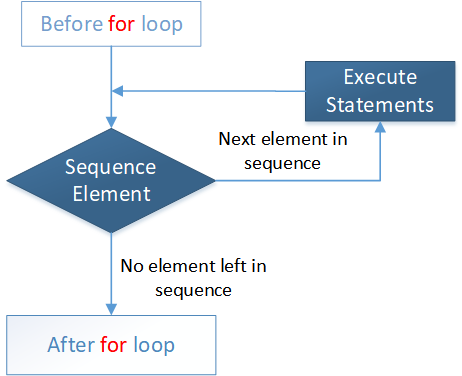 Before for loop
Execute
Statements
Next element in
sequence
Sequence
Element
No element left in
sequence
After for loop